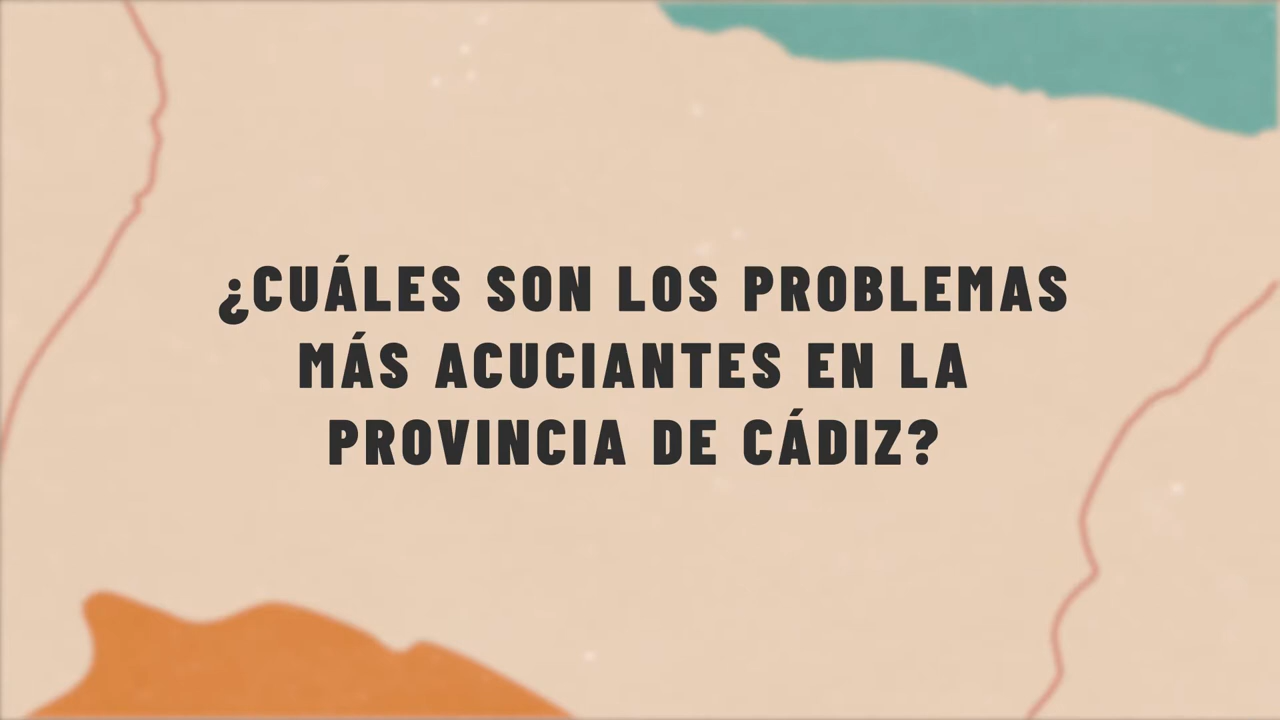 ¿CUÁLES SON LOS PROBLEMAS
MÁS ACUCIANTES EN LA
PROVINCIA DE CÁDIZ?